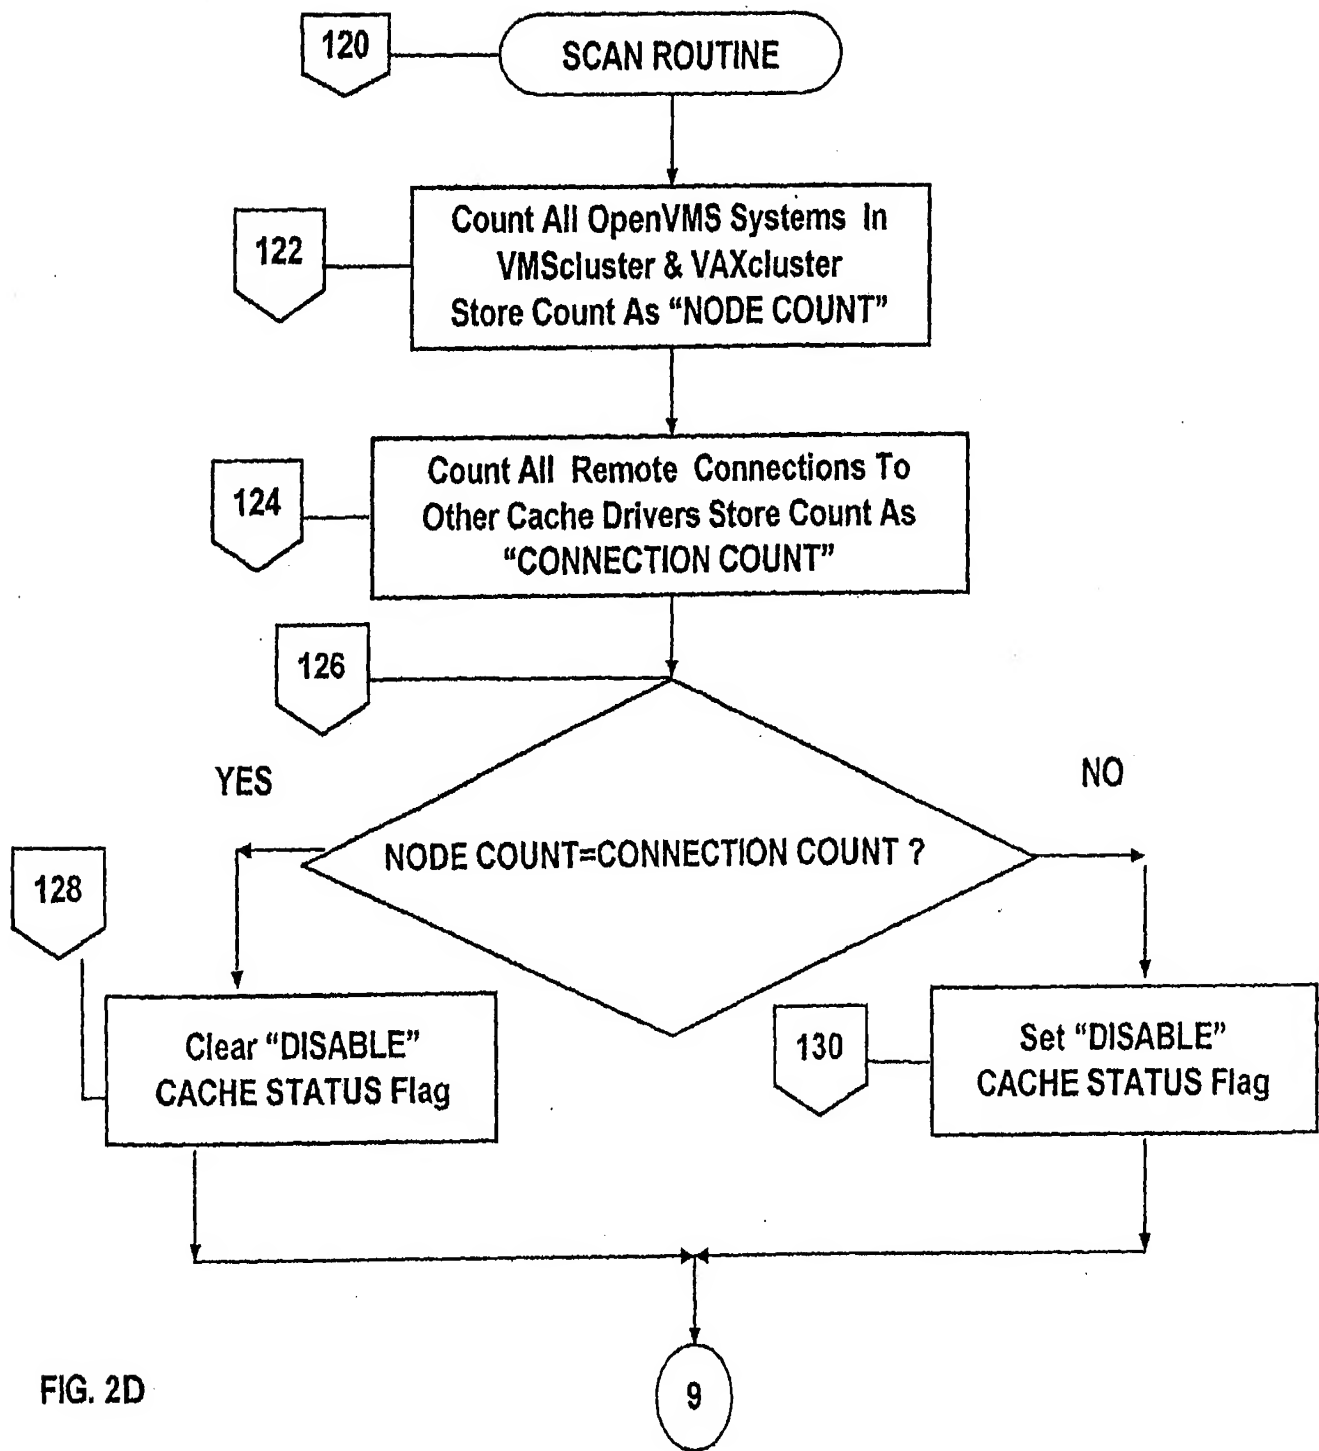 120
SCAN ROUTINE
122
Count All OpenVMS Systems In
VMScluster & VAXcluster
Store Count As “NODE COUNT”
124
Count All Remote Connections To
Other Cache Drivers Store Count As
“CONNECTION COUNT”
126
YES
NO
NODE COUNT=CONNECTION COUNT ?
128
Clear “DISABLE”
CACHE STATUS Flag
130
Set “DISABLE”
CACHE STATUS Flag
FIG. 2D
9